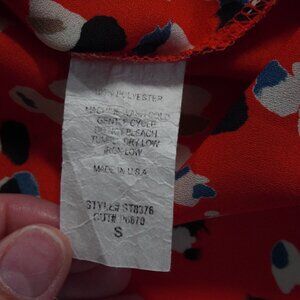 100% POLYESTER
MACHINE WASH COLD
GENTLE CYCLE
DO NOT BLEACH
TUMBLE DRY LOW
IRON LOW
MADE IN U.S.A
STYLE# ST8376
CUT#
S